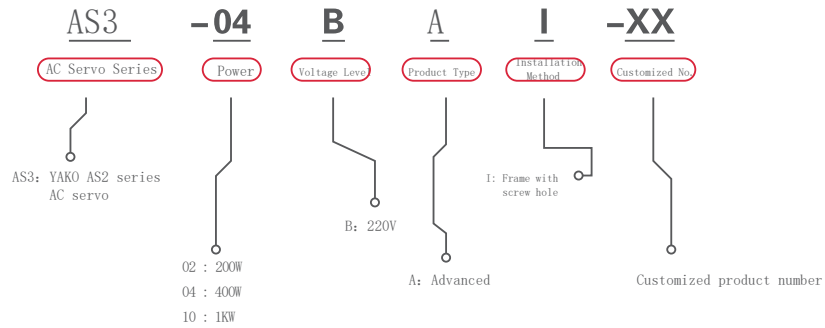 AS3 -04 B A I -XX
AC Servo Series Power Voltage Level Product Type Installation Method Customized No.
AS3: YAKO AS2 series
AC servo
02 : 200W
04 : 400W
10 : 1KW
B: 220V
A: Advanced
I: Frame with
screw hole
Customized product number